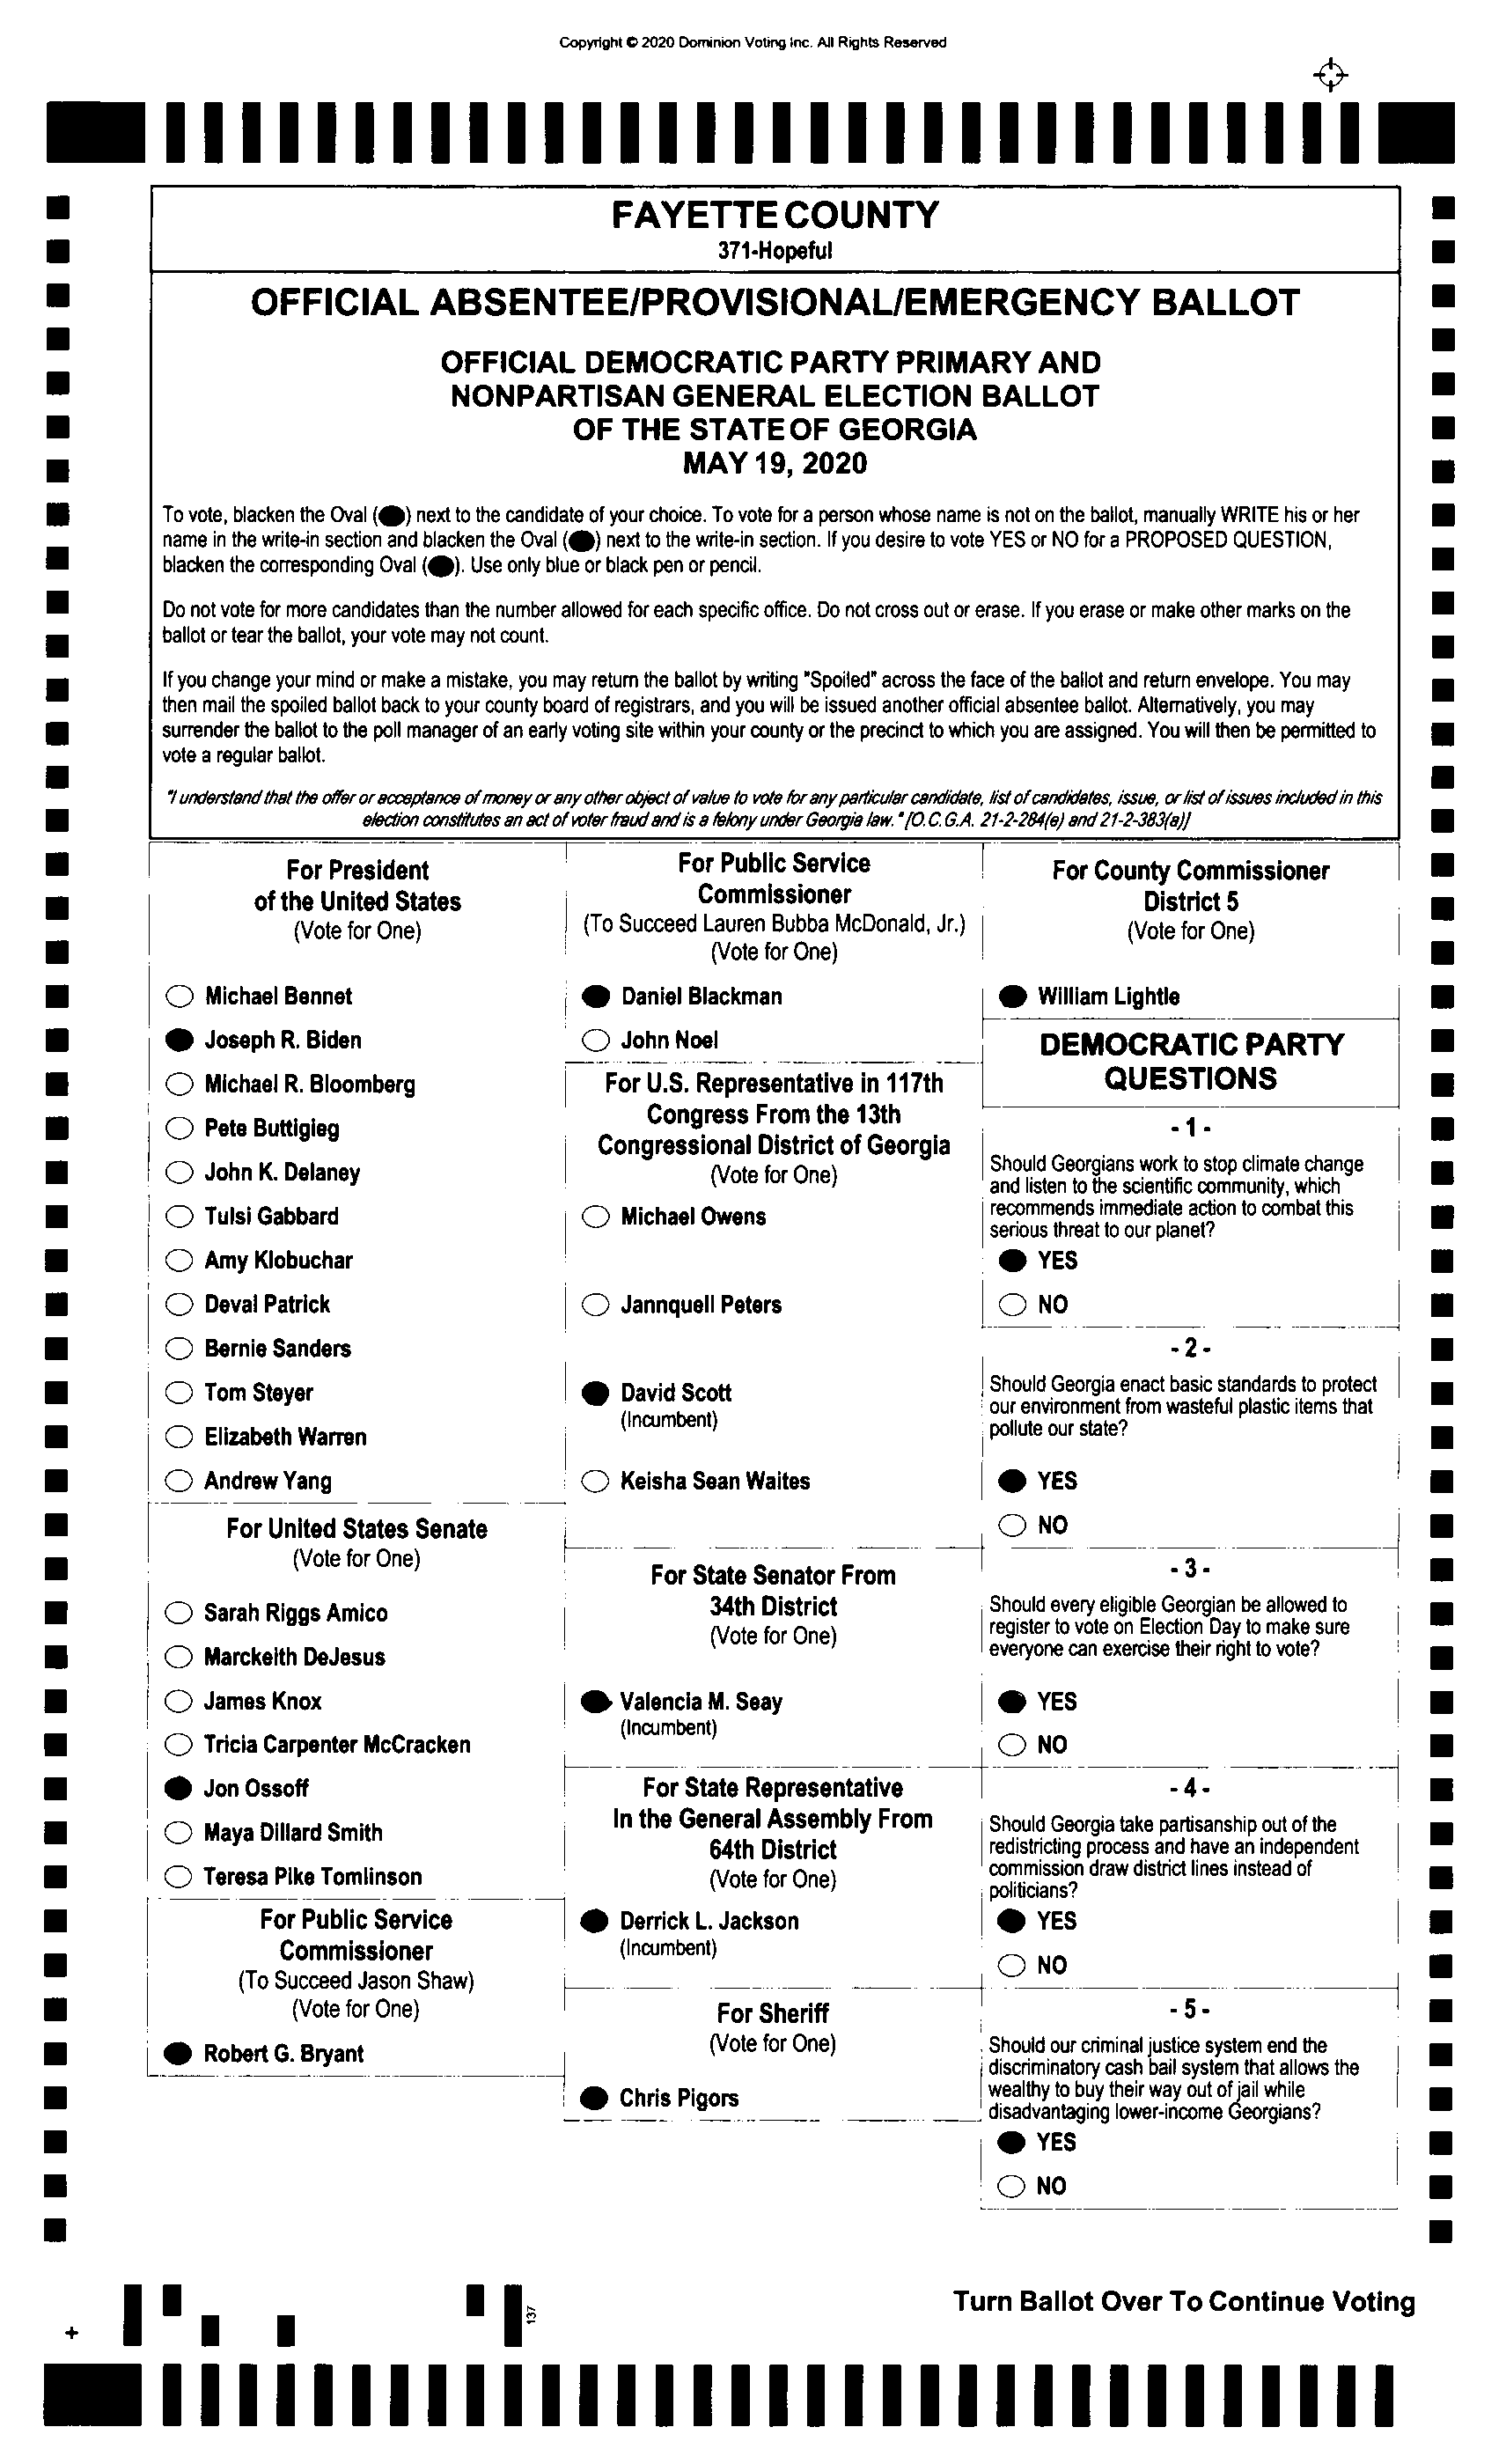 Copyright © 2020 Dominion Voting Inc. All Rights Reserved
FAYETTE COUNTY
371-Hopeful
OFFICIAL ABSENTEE/PROVISIONAL/EMERGENCY BALLOT
OFFICIAL DEMOCRATIC PARTY PRIMARY AND
NONPARTISAN GENERAL ELECTION BALLOT
OF THE STATE OF GEORGIA
MAY 19, 2020
To vote, blacken the Oval ( ) next to the candidate of your choice. To vote for a person whose name is not on the ballot, manually WRITE his or her
name in the write-in section and blacken the Oval ( ) next to the write-in section. If you desire to vote YES or NO for a PROPOSED QUESTION,
blacken the corresponding Oval ( ). Use only blue or black pen or pencil.
Do not vote for more candidates than the number allowed for each specific office. Do not cross out or erase. If you erase or make other marks on the
ballot or tear the ballot, your vote may not count.
If you change your mind or make a mistake, you may return the ballot by writing "Spoiled" across the face of the ballot and return envelope. You may
then mail the spoiled ballot back to your county board of registrars, and you will be issued another official absentee ballot. Alternatively, you may
surrender the ballot to the poll manager of an early voting site within your county or the precinct to which you are assigned. You will then be permitted to
vote a regular ballot.
"I understand that the offer or acceptance of money or any other object of value to vote for any particular candidate, list of candidates, issue, or list of issues included in this
election constitutes an act of voter fraud and is a felony under Georgia law." [O.C.G.A. 21-2-284(e) and 21-2-383(a)]
For President
of the United States
(Vote for One)
Michael Bennet
Joseph R. Biden
Michael R. Bloomberg
Pete Buttigieg
John K. Delaney
Tulsi Gabbard
Amy Klobuchar
Deval Patrick
Bernie Sanders
Tom Steyer
Elizabeth Warren
Andrew Yang
For United States Senate
(Vote for One)
Sarah Riggs Amico
Marckeith DeJesus
James Knox
Tricia Carpenter McCracken
Jon Ossoff
Maya Dillard Smith
Teresa Pike Tomlinson
For Public Service
Commissioner
(To Succeed Jason Shaw)
(Vote for One)
Robert G. Bryant
For Public Service
Commissioner
(To Succeed Lauren Bubba McDonald, Jr.)
(Vote for One)
Daniel Blackman
John Noel
For U.S. Representative in 117th
Congress From the 13th
Congressional District of Georgia
(Vote for One)
Michael Owens
Jannquell Peters
David Scott
(Incumbent)
Keisha Sean Waites
For State Senator From
34th District
(Vote for One)
Valencia M. Seay
(Incumbent)
For State Representative
In the General Assembly From
64th District
(Vote for One)
Derrick L. Jackson
(Incumbent)
For Sheriff
(Vote for One)
Chris Pigors
For County Commissioner
District 5
(Vote for One)
William Lightle
DEMOCRATIC PARTY
QUESTIONS
- 1 -
Should Georgians work to stop climate change
and listen to the scientific community, which
recommends immediate action to combat this
serious threat to our planet?
YES
NO
- 2 -
Should Georgia enact basic standards to protect
our environment from wasteful plastic items that
pollute our state?
YES
NO
- 3 -
Should every eligible Georgian be allowed to
register to vote on Election Day to make sure
everyone can exercise their right to vote?
YES
NO
- 4 -
Should Georgia take partisanship out of the
redistricting process and have an independent
commission draw district lines instead of
politicians?
YES
NO
- 5 -
Should our criminal justice system end the
discriminatory cash bail system that allows the
wealthy to buy their way out of jail while
disadvantaging lower-income Georgians?
YES
NO
137
Turn Ballot Over To Continue Voting